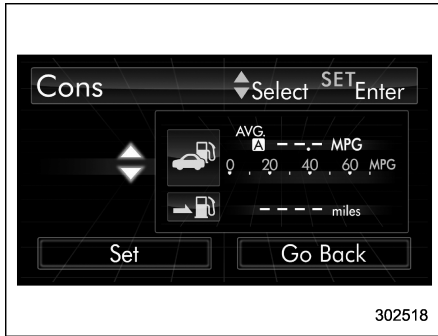 Cons Select SET Enter
AVG.
A --.- MPG
0 20 40 60 MPG
---- miles
Set Go Back
302518